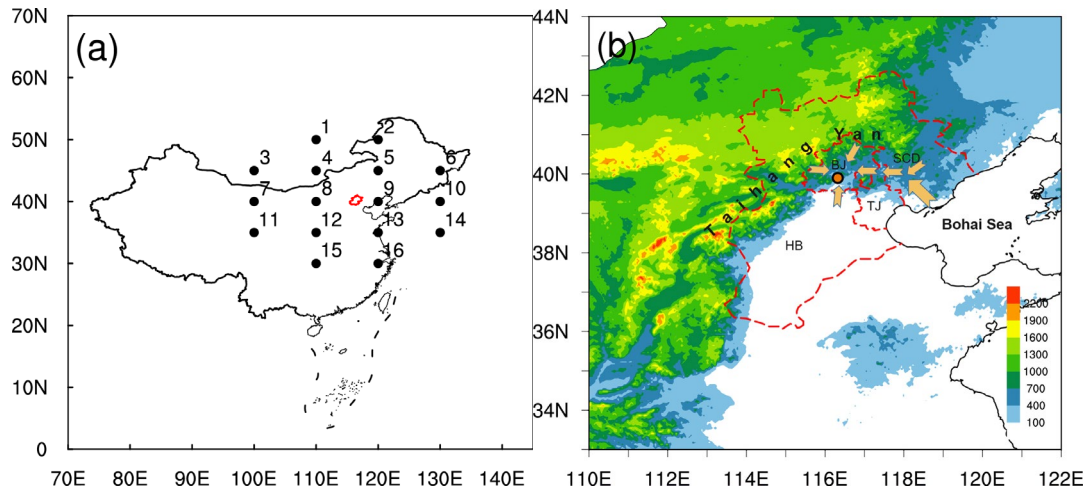 (a)
70N
60N
50N
40N
30N
20N
10N
0
70E 80E 90E 100E 110E 120E 130E 140E
1 2
3 4 5 6
7 8 9 10
11 12 13 14
15 16
(b)
44N
42N
40N
38N
36N
34N
110E 112E 114E 116E 118E 120E 122E
Yan
Taihang
BJ
SCD
TJ
HB
Bohai Sea
2200
1900
1600
1300
1000
700
400
100